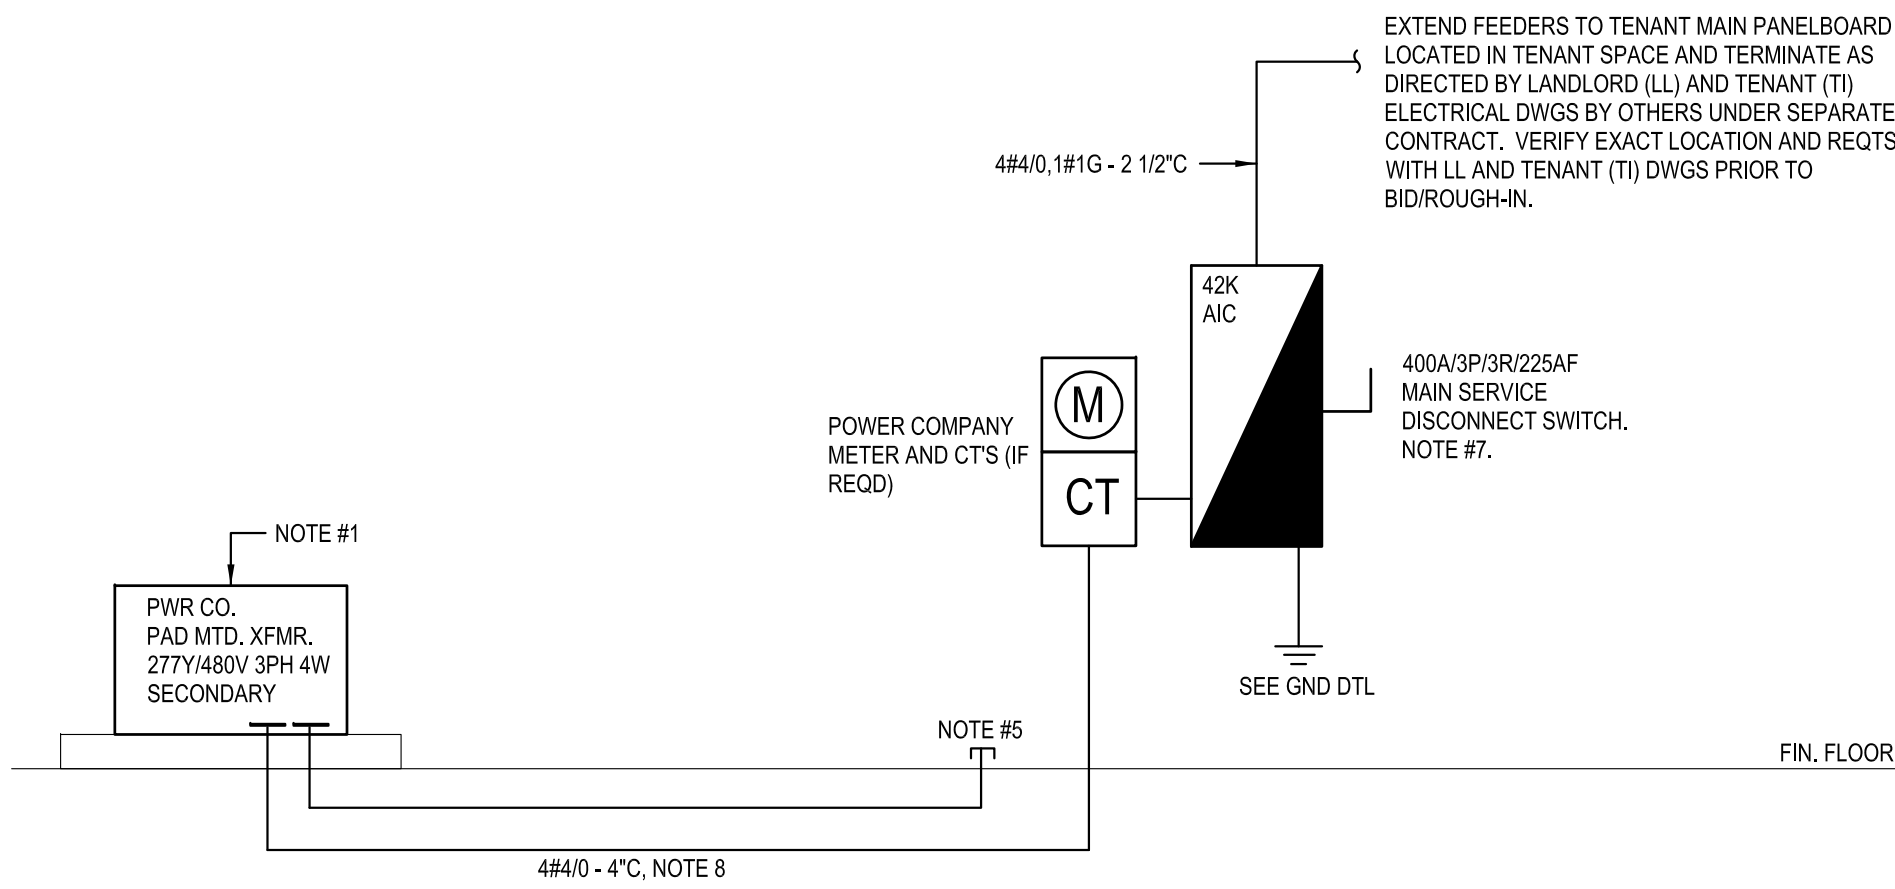 EXTEND FEEDERS TO TENANT MAIN PANELBOARD
LOCATED IN TENANT SPACE AND TERMINATE AS
DIRECTED BY LANDLORD (LL) AND TENANT (TI)
ELECTRICAL DWGS BY OTHERS UNDER SEPARATE
CONTRACT. VERIFY EXACT LOCATION AND REQTS
WITH LL AND TENANT (TI) DWGS PRIOR TO
BID/ROUGH-IN.
4#4/0,1#1G - 2 1/2"C
42K
AIC
400A/3P/3R/225AF
MAIN SERVICE
DISCONNECT SWITCH.
NOTE #7.
M
POWER COMPANY
METER AND CT'S (IF
REQD)
CT
NOTE #1
PWR CO.
PAD MTD. XFMR.
277Y/480V 3PH 4W
SECONDARY
SEE GND DTL
NOTE #5
FIN. FLOOR
4#4/0 - 4"C, NOTE 8